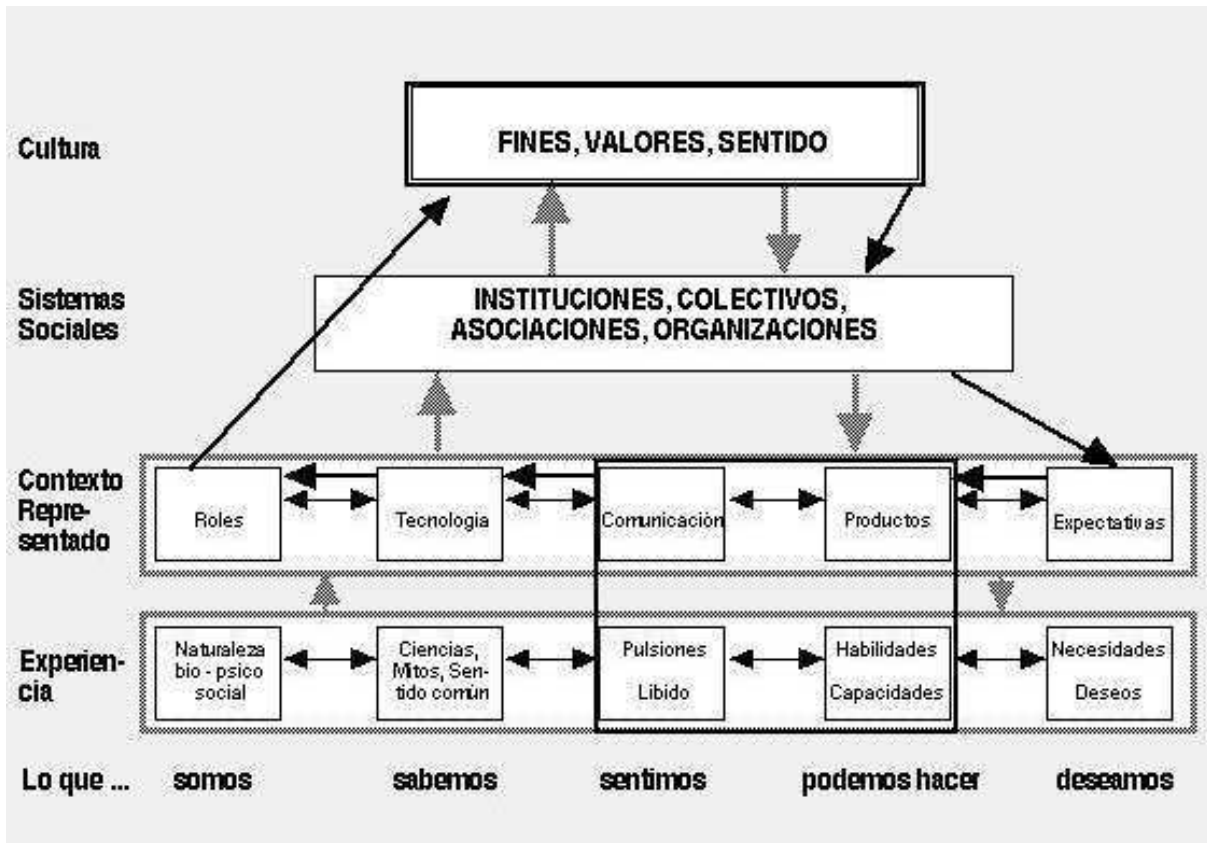 Cultura
FINES, VALORES, SENTIDO
Sistemas
Sociales
INSTITUCIONES, COLECTIVOS,
ASOCIACIONES, ORGANIZACIONES
Contexto
Repre-
sentado
Roles
Tecnologia
Comunicación
Productos
Expectativas
Experien-
cia
Naturaleza
bio - psico
social
Ciencias,
Mitos, Sen-
tido común
Pulsiones
Libido
Habilidades
Capacidades
Necesidades
Deseos
Lo que ...
somos
sabemos
sentimos
podemos hacer
deseamos